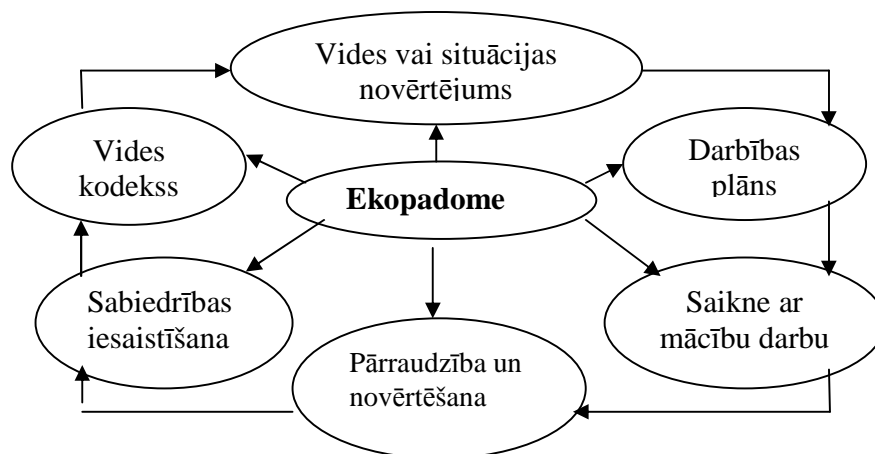 Vides vai situācijas
novērtējums
Vides
kodekss
Darbības
plāns
Ekopadome
Sabiedrības
iesaistīšana
Saikne ar
mācību darbu
Pārraudzība un
novērtēšana